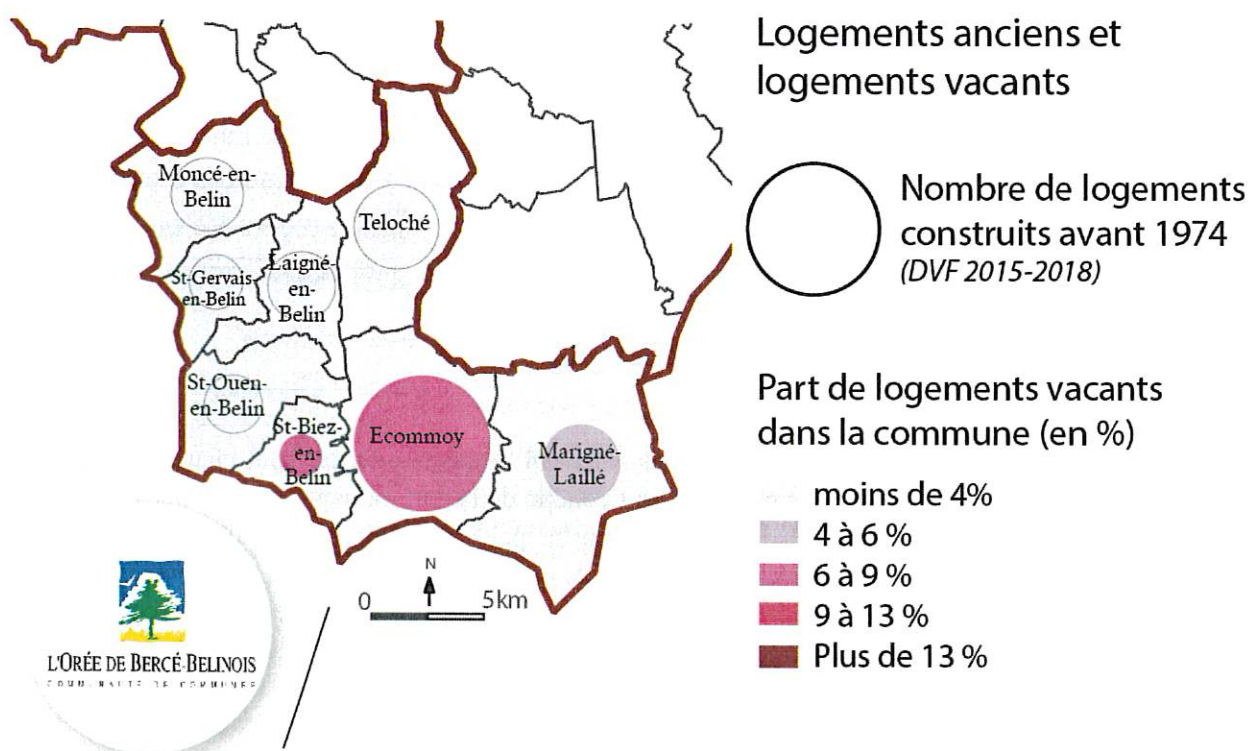 Logements anciens et
logements vacants
Nombre de logements
construits avant 1974
(DVF 2015-2018)
Part de logements vacants
dans la commune (en %)
moins de 4%
4 à 6 %
6 à 9 %
9 à 13 %
Plus de 13 %
Moncé-en-
Belin
Teloché
St-Gervais-
en-Belin
Laigné-
en-
Belin
St-Ouen-
en-Belin
St-Biez-
en-
Belin
Ecommoy
Marigné-
Laillé
N
0 5km
L'ORÉE DE BERCÉ-BELINOIS
COMMUNAUTÉ DE COMMUNES